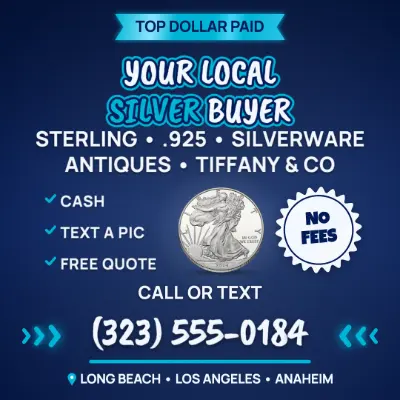 TOP DOLLAR PAID
YOUR LOCAL
SILVER BUYER
STERLING • .925 • SILVERWARE
ANTIQUES • TIFFANY & CO
CASH
TEXT A PIC
FREE QUOTE
NO
FEES
CALL OR TEXT
(323) 555-0184
LONG BEACH • LOS ANGELES • ANAHEIM